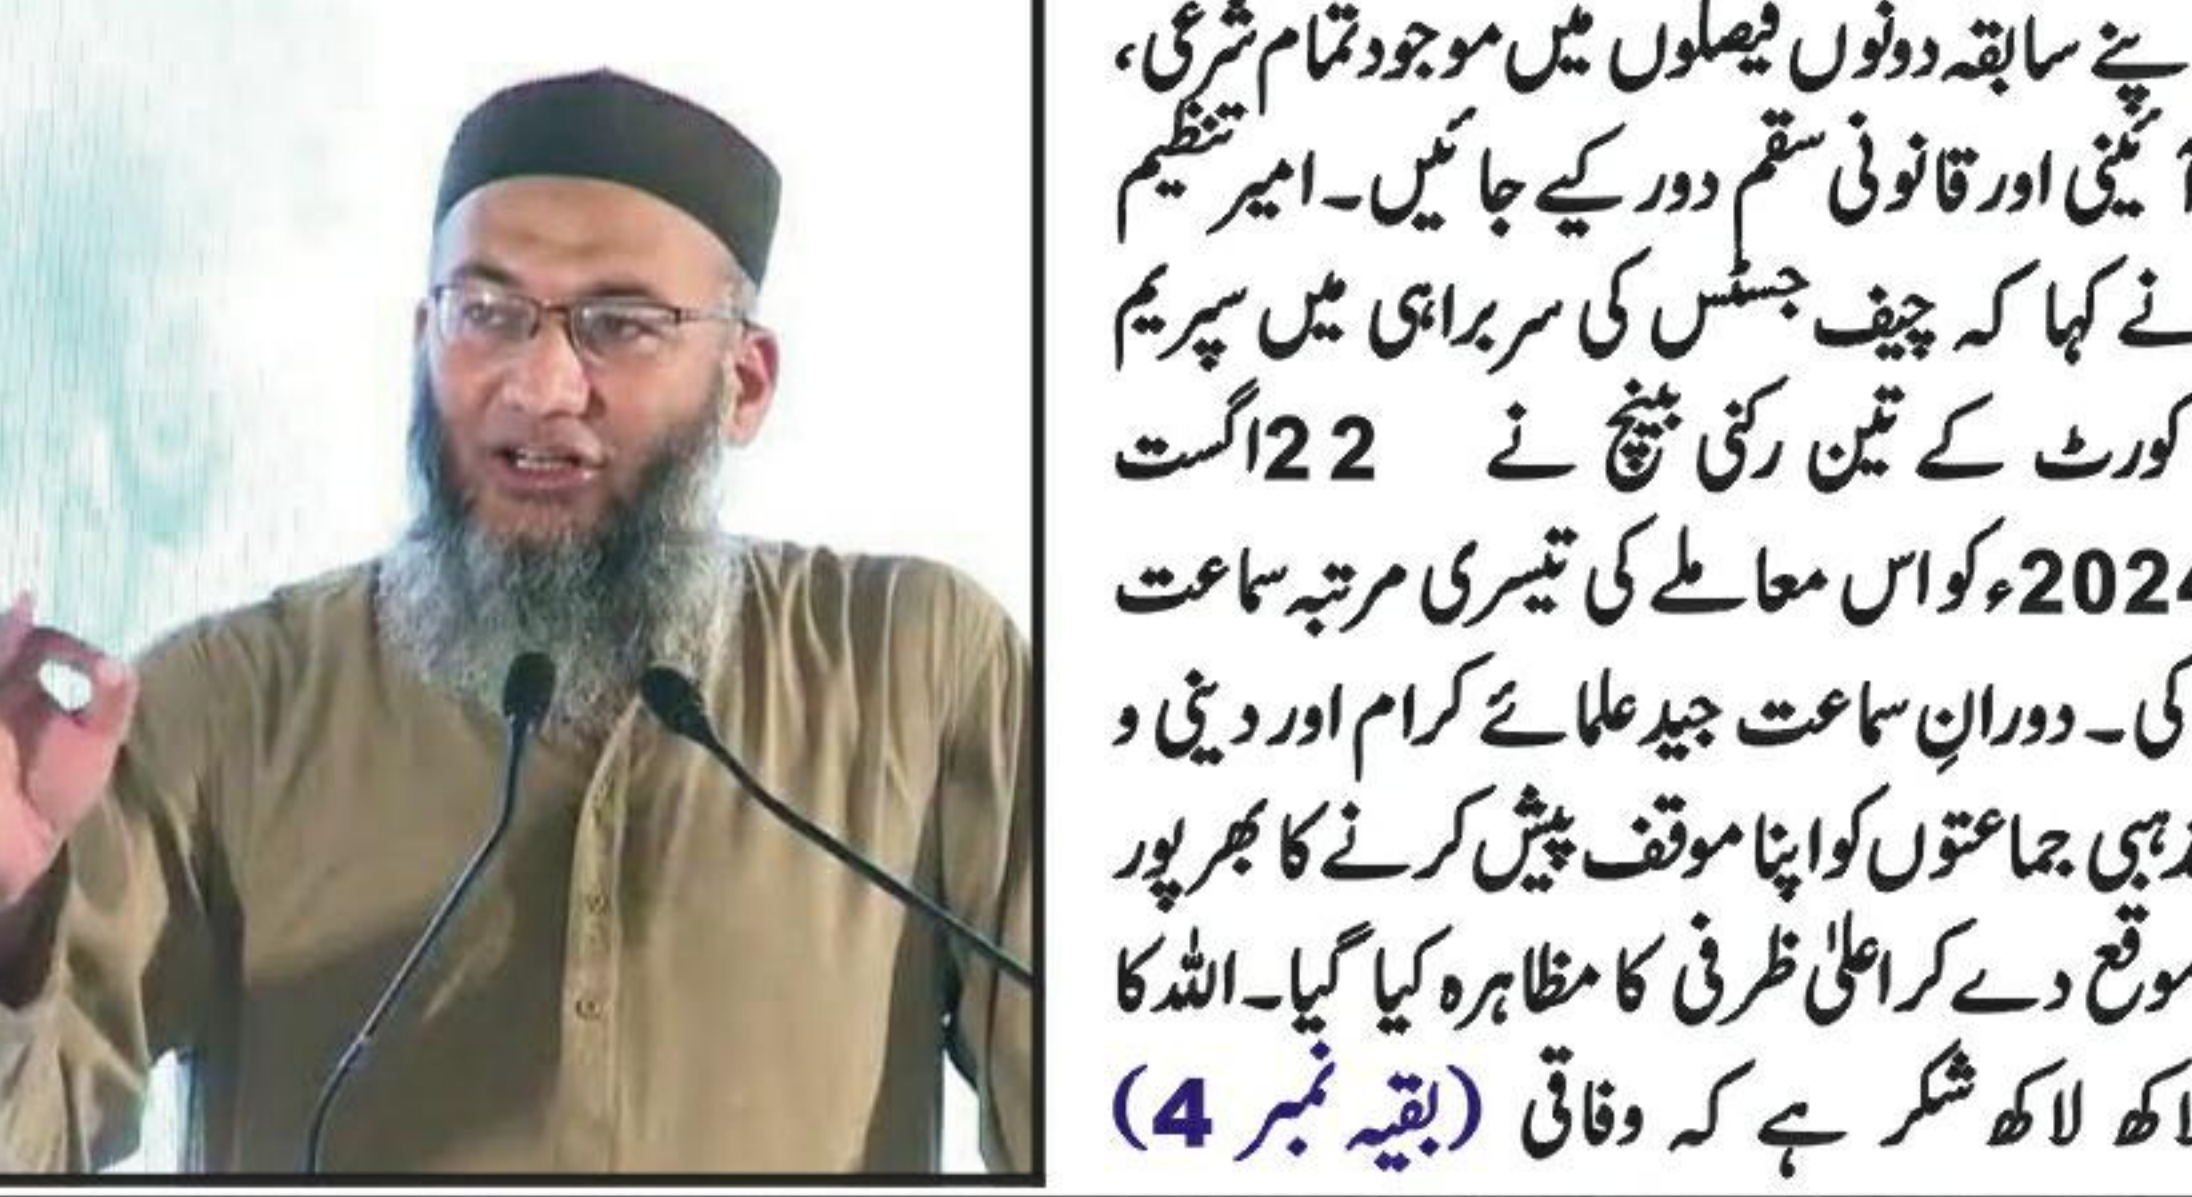 پنے سابقہ دونوں فیصلوں میں موجود تمام شرعی،
آئینی اور قانونی سقم دور کیے جائیں۔ امیر تنظیم
نے کہا کہ چیف جسٹس کی سربراہی میں سپریم
کورٹ کے تین رکنی بینچ نے 22 اگست
2024ء کو اس معاملے کی تیسری مرتبہ سماعت
کی۔ دورانِ سماعت جید علمائے کرام اور دینی و
مذہبی جماعتوں کو اپنا موقف پیش کرنے کا بھرپور
موقع دے کر اعلیٰ ظرفی کا مظاہرہ کیا گیا۔ اللہ کا
لاکھ لاکھ شکر ہے کہ وفاقی (بقیہ نمبر 4)